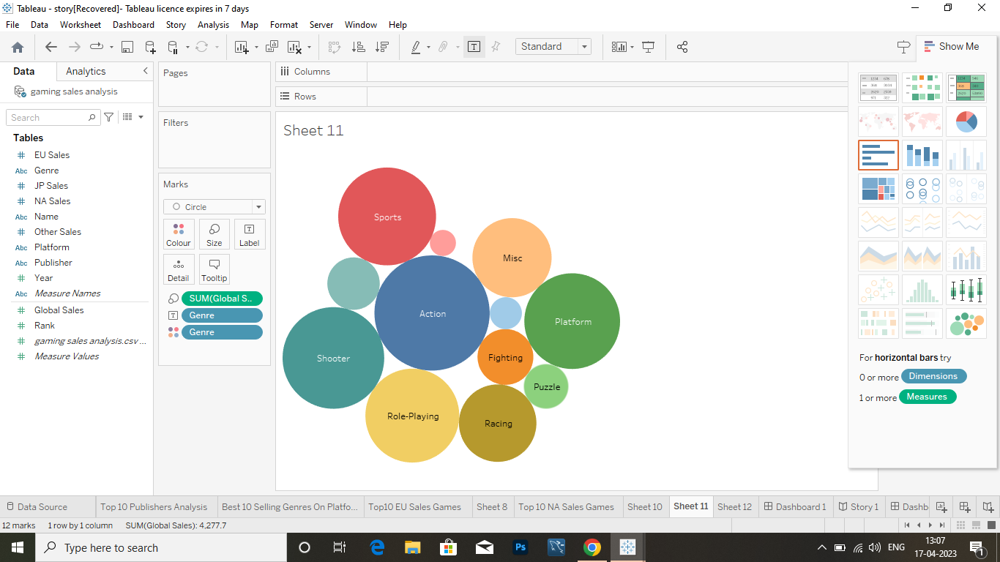 Tableau - story[Recovered]- Tableau licence expires in 7 days
File Data Worksheet Dashboard Story Analysis Map Format Server Window Help
Standard
Show Me
Data Analytics
Pages
Columns
gaming sales analysis
Rows
Search
Filters
Sheet 11
Tables
EU Sales
Abc Genre
JP Sales
NA Sales
Abc Name
Other Sales
Abc Platform
Abc Publisher
Year
Abc Measure Names
Global Sales
Rank
gaming sales analysis.csv ...
Measure Values
Marks
Circle
Colour Size Label
Detail Tooltip
SUM(Global S..
Genre
Genre
Sports
Misc
Action
Platform
Shooter
Fighting
Puzzle
Role-Playing
Racing
For horizontal bars try
0 or more Dimensions
1 or more Measures
Data Source Top 10 Publishers Analysis Best 10 Selling Genres On Platfo... Top10 EU Sales Games Sheet 8 Top 10 NA Sales Games Sheet 10 Sheet 11 Sheet 12 Dashboard 1 Story 1 Dashb
12 marks 1 row by 1 column SUM(Global Sales): 4,277.7
Type here to search
Ps
ENG
13:07
17-04-2023
1